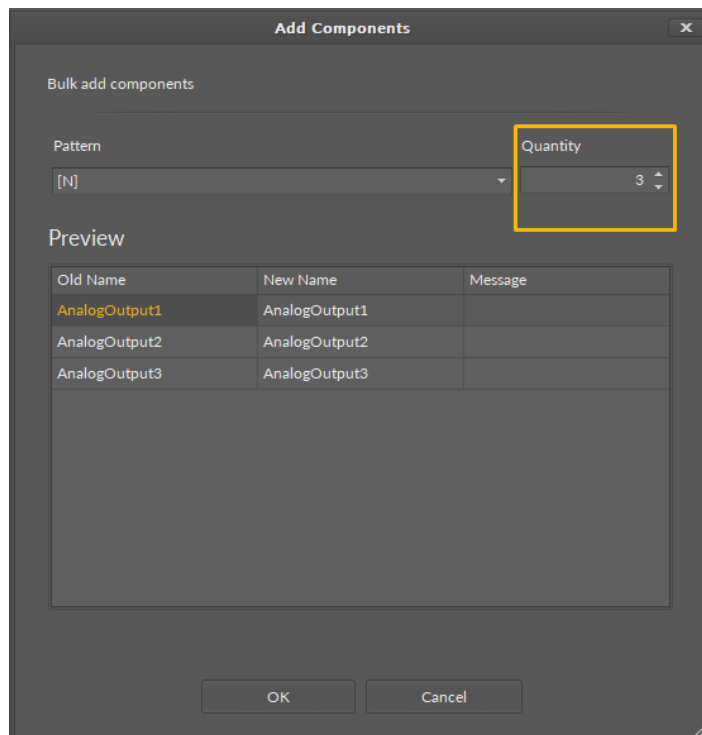 Add Components
x
Bulk add components
Pattern Quantity
[N] 3
Preview
Old Name New Name Message
AnalogOutput1 AnalogOutput1
AnalogOutput2 AnalogOutput2
AnalogOutput3 AnalogOutput3
OK Cancel